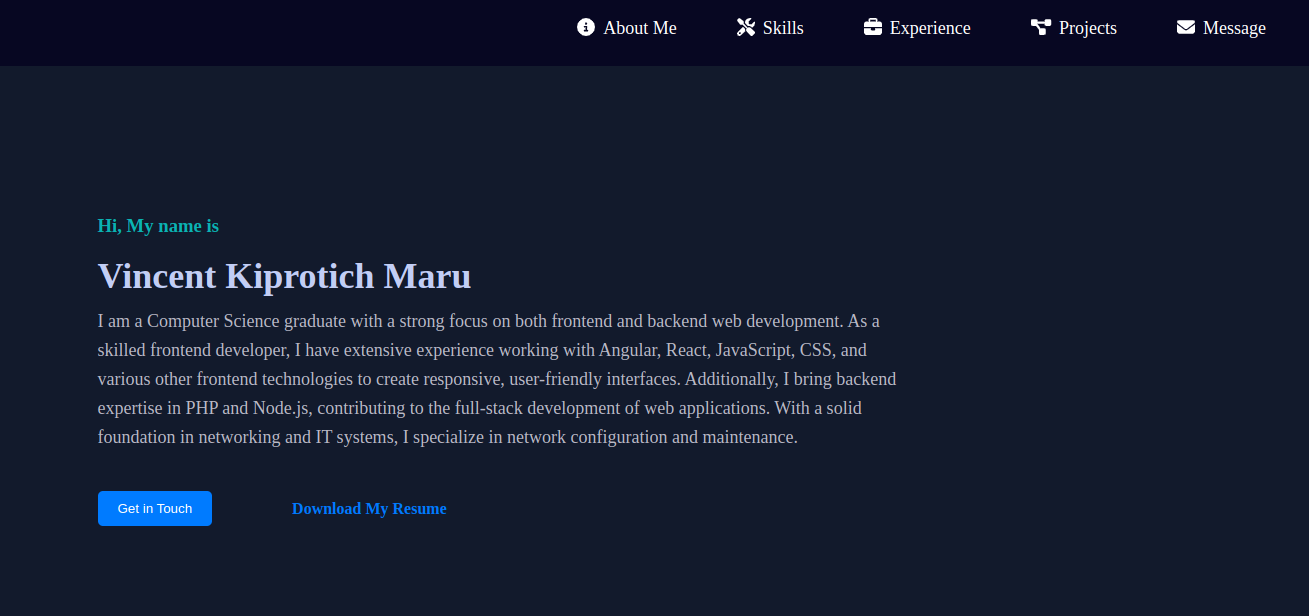 About Me Skills Experience Projects Message
Hi, My name is
Vincent Kiprotich Maru
I am a Computer Science graduate with a strong focus on both frontend and backend web development. As a
skilled frontend developer, I have extensive experience working with Angular, React, JavaScript, CSS, and
various other frontend technologies to create responsive, user-friendly interfaces. Additionally, I bring backend
expertise in PHP and Node.js, contributing to the full-stack development of web applications. With a solid
foundation in networking and IT systems, I specialize in network configuration and maintenance.
Get in Touch Download My Resume